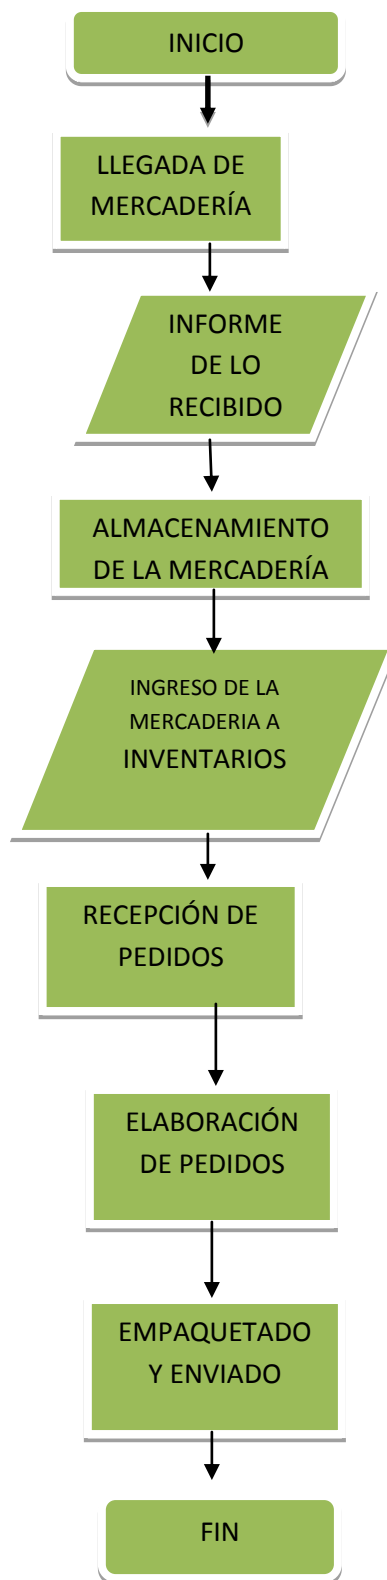 INICIO
LLEGADA DE
MERCADERÍA
INFORME
DE LO
RECIBIDO
ALMACENAMIENTO
DE LA MERCADERÍA
INGRESO DE LA
MERCADERIA A
INVENTARIOS
RECEPCIÓN DE
PEDIDOS
ELABORACIÓN
DE PEDIDOS
EMPAQUETADO
Y ENVIADO
FIN